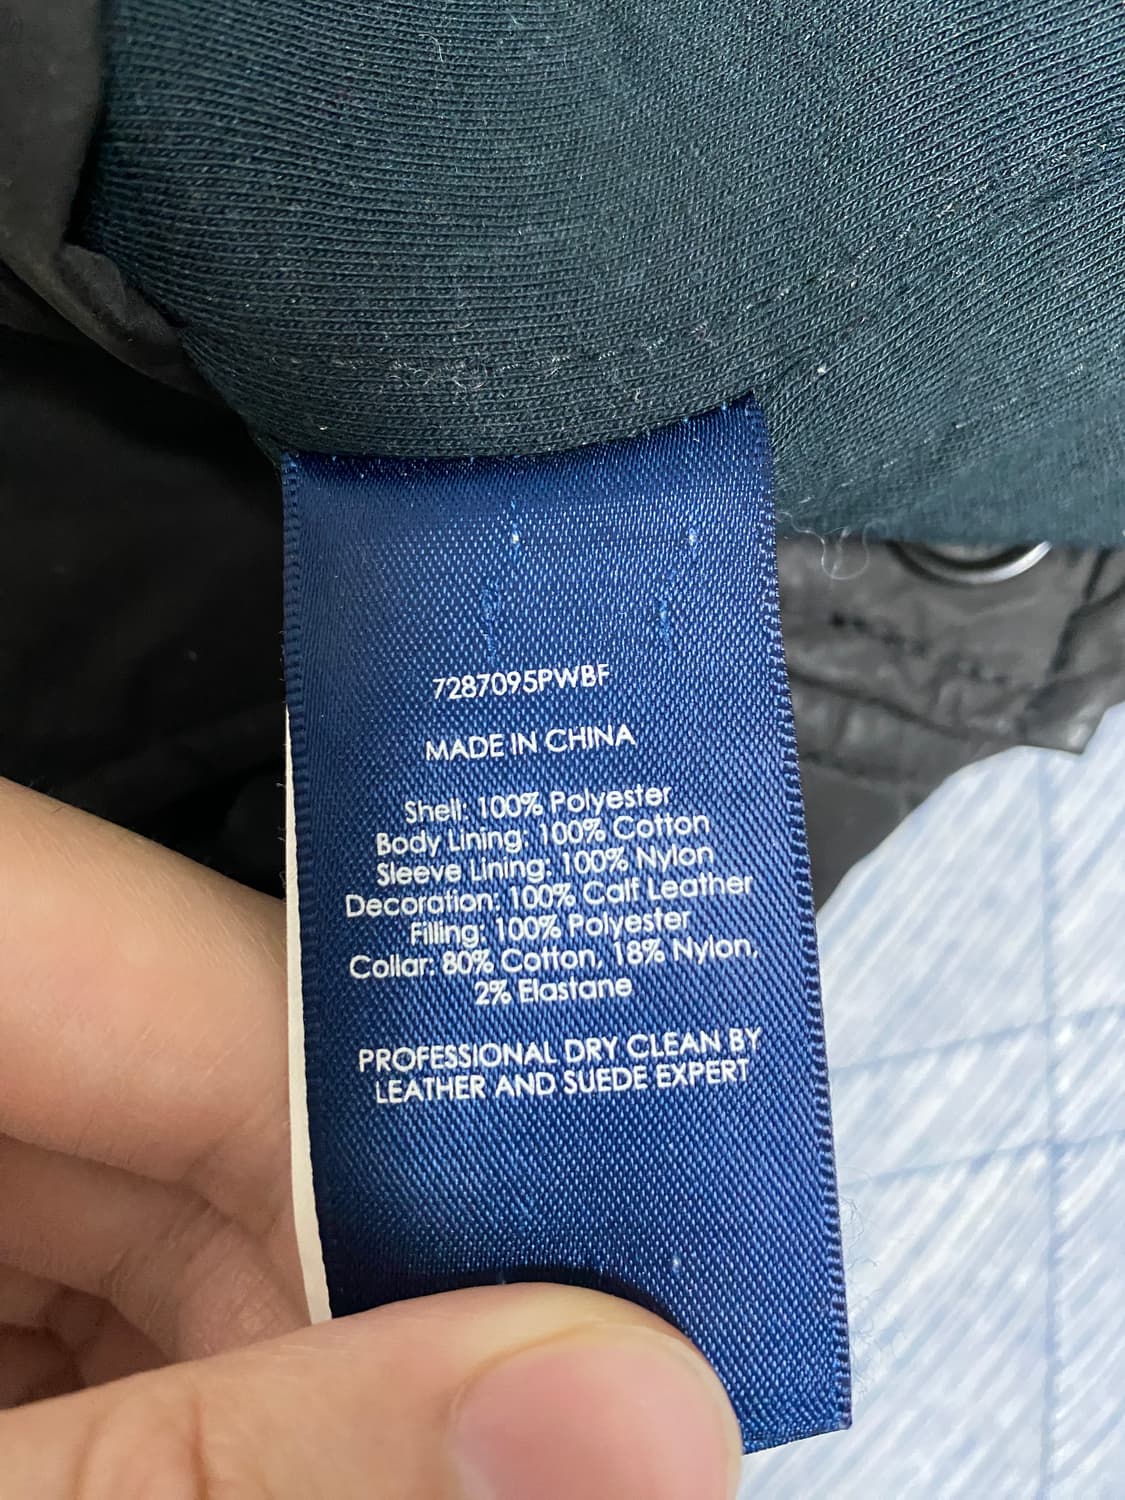 7287095PWBF
MADE IN CHINA
Shell: 100% Polyester
Body Lining: 100% Cotton
Sleeve Lining: 100% Nylon
Decoration: 100% Calf Leather
Filling: 100% Polyester
Collar: 80% Cotton, 18% Nylon,
2% Elastane
PROFESSIONAL DRY CLEAN BY
LEATHER AND SUEDE EXPERT